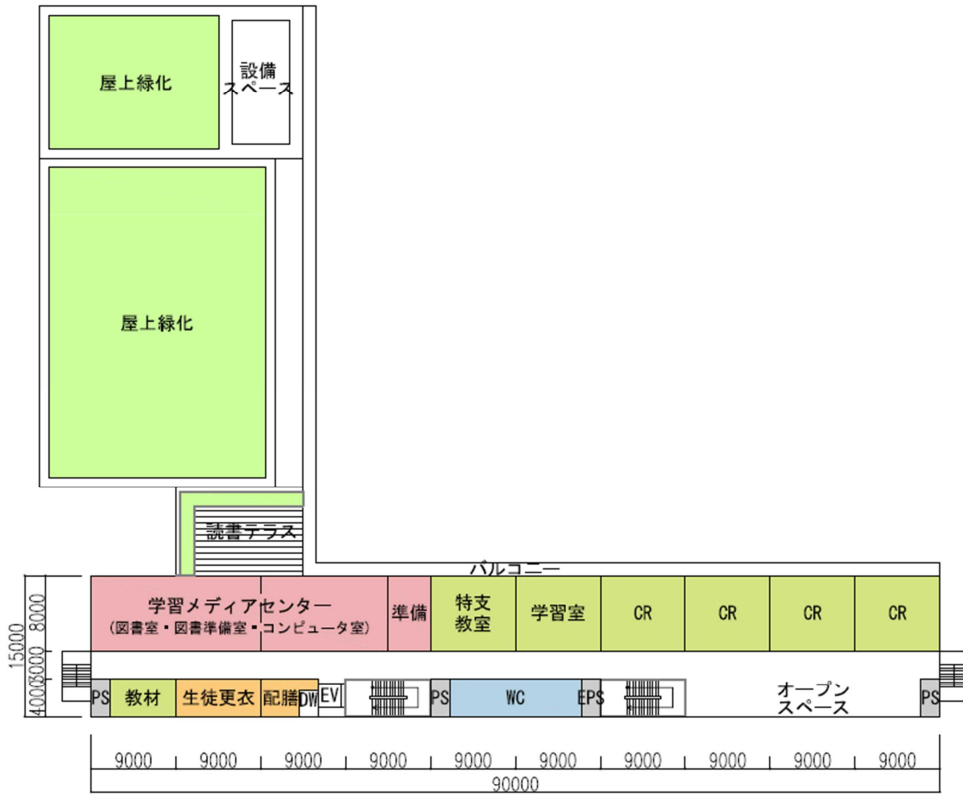 屋上緑化
設備
スペース
屋上緑化
読書テラス
バルコニー
学習メディアセンター
(図書室・図書準備室・コンピュータ室)
準備
特支
教室
学習室
CR
CR
CR
CR
15000
8000
3000
4000
PS
教材
生徒更衣
配膳
DW
EV
PS
WC
EPS
オープン
スペース
PS
9000
9000
9000
9000
9000
9000
9000
9000
9000
9000
90000